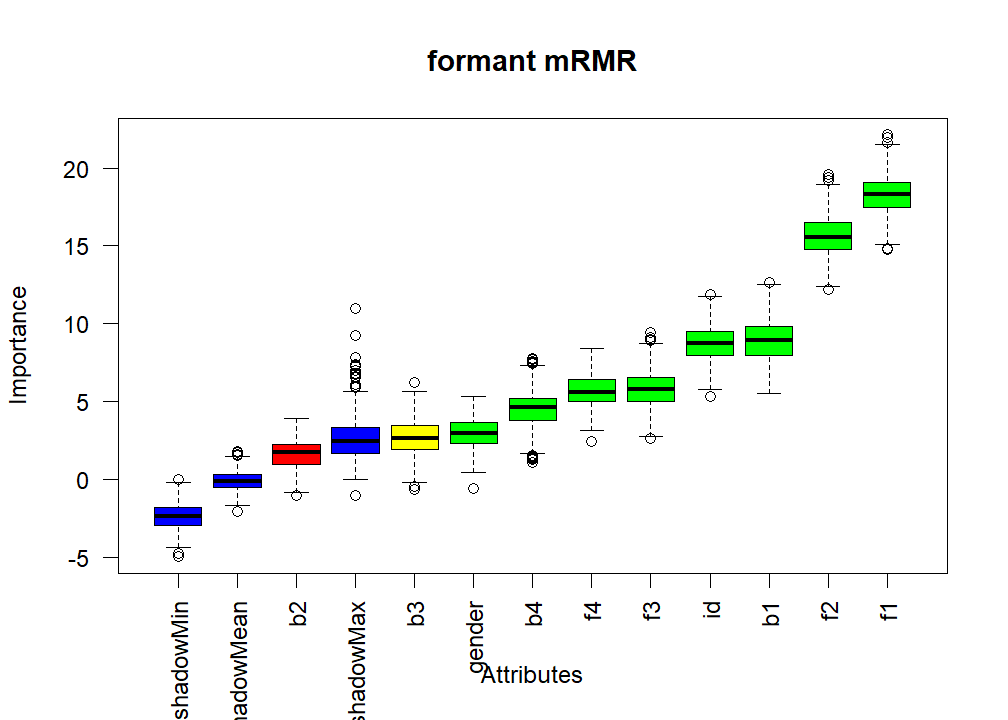 formant mRMR
Importance
20
15
10
5
0
-5
shadowMin
hadowMean
b2
shadowMax
b3
gender
b4
f4
f3
id
b1
f2
f1
Attributes